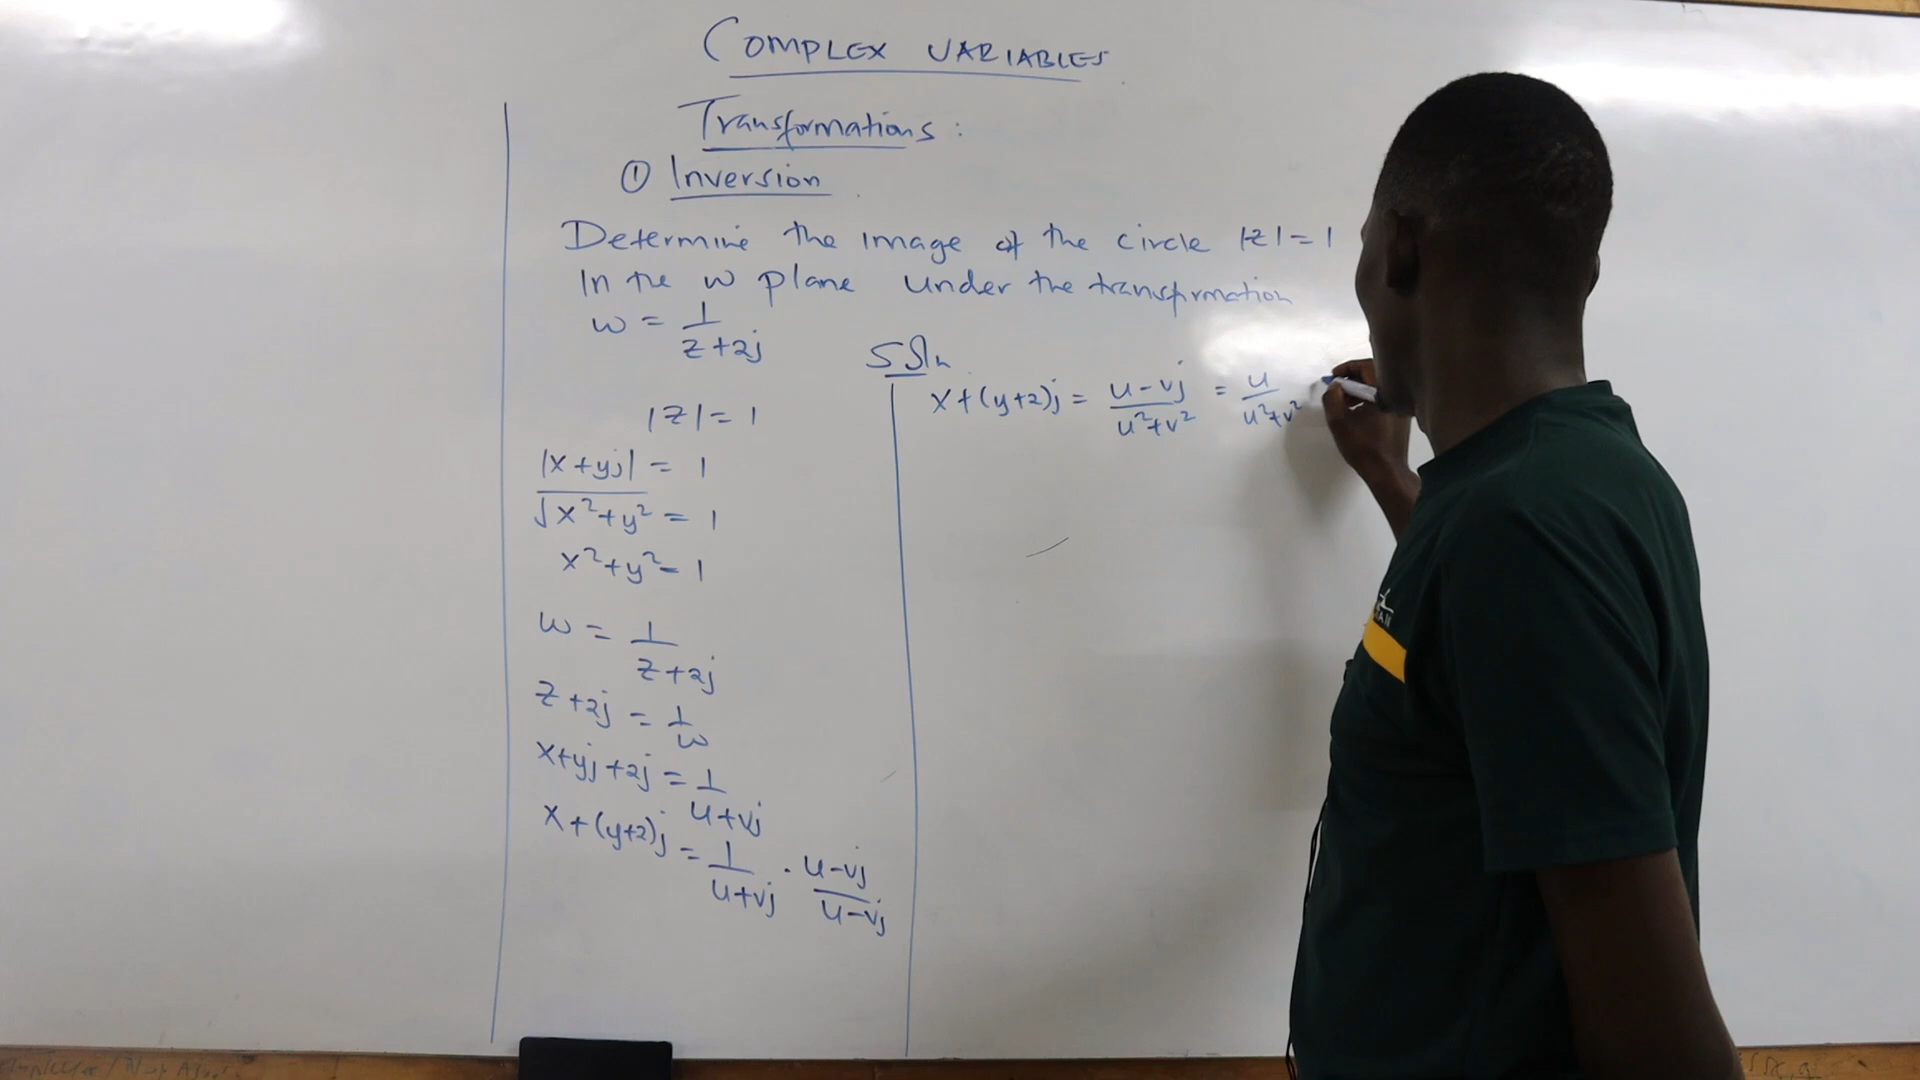 COMPLEX VARIABLES
Transformations:
① Inversion
Determine the image of the circle |z| = 1
In the w plane under the transformation
w = 1/(z+2j)
Soln
|z| = 1
|x+yj| = 1
√(x²+y²) = 1
x²+y² = 1
w = 1/(z+2j)
z+2j = 1/w
x+yj+2j = 1/(u+vj)
x+(y+2)j = 1/(u+vj) · (u-vj)/(u-vj)
x+(y+2)j = (u-vj)/(u²+v²) = u/(u²+v²)